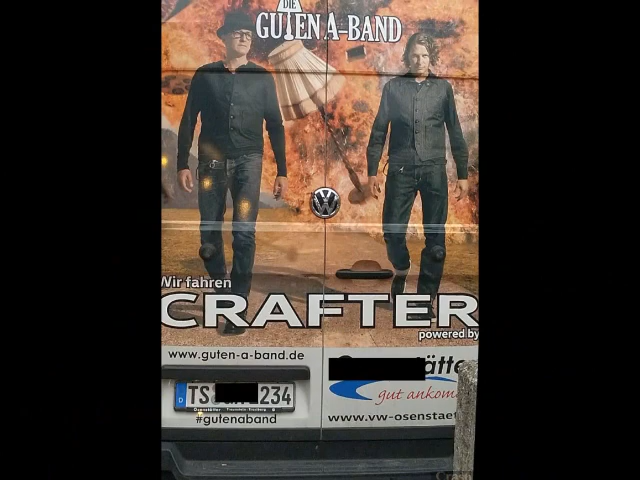 DIE
GUTEN A-BAND
Wir fahren
CRAFTER
powered by
www.guten-a-band.de
TS 234
gut ankom
www.vw-osenstaet
#gutenaband